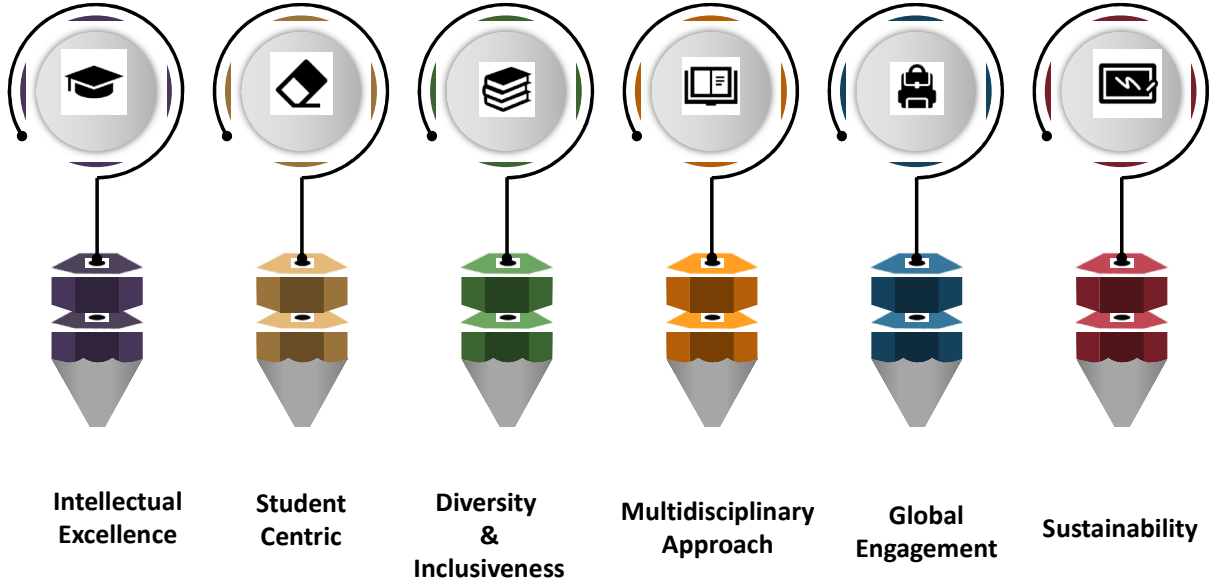 Intellectual
Excellence
Student
Centric
Diversity
&
Inclusiveness
Multidisciplinary
Approach
Global
Engagement
Sustainability